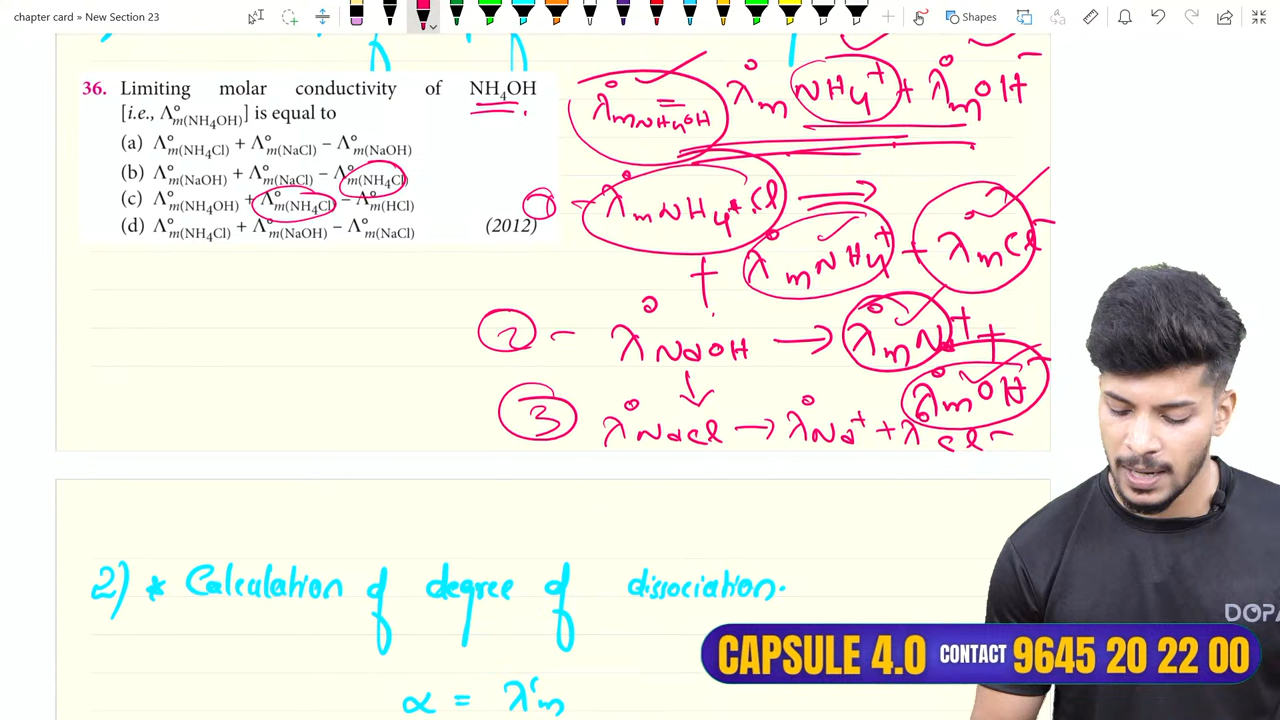 chapter card » New Section 23
Shapes
36. Limiting molar conductivity of NH₄OH
[i.e., Λ°m(NH₄OH)] is equal to
(a) Λ°m(NH₄Cl) + Λ°m(NaCl) – Λ°m(NaOH)
(b) Λ°m(NaOH) + Λ°m(NaCl) – Λ°m(NH₄Cl)
(c) Λ°m(NH₄OH) + Λ°m(NH₄Cl) – Λ°m(HCl)
(d) Λ°m(NH₄Cl) + Λ°m(NaOH) – Λ°m(NaCl) (2012)
λ°m NH₄OH = λ°m NH₄⁺ + λ°m OH⁻
① – λ°m NH₄⁺Cl ⟶
λ°m NH₄⁺ + λ°m Cl⁻
+
② – λ° NaOH → λ°m Na⁺ +
λ°m OH⁻
③ λ° NaCl → λ° Na⁺ + λ° Cl⁻
2) * Calculation of degree of dissociation.
α = λᶜm
DOPA
CAPSULE 4.0 CONTACT 9645 20 22 00